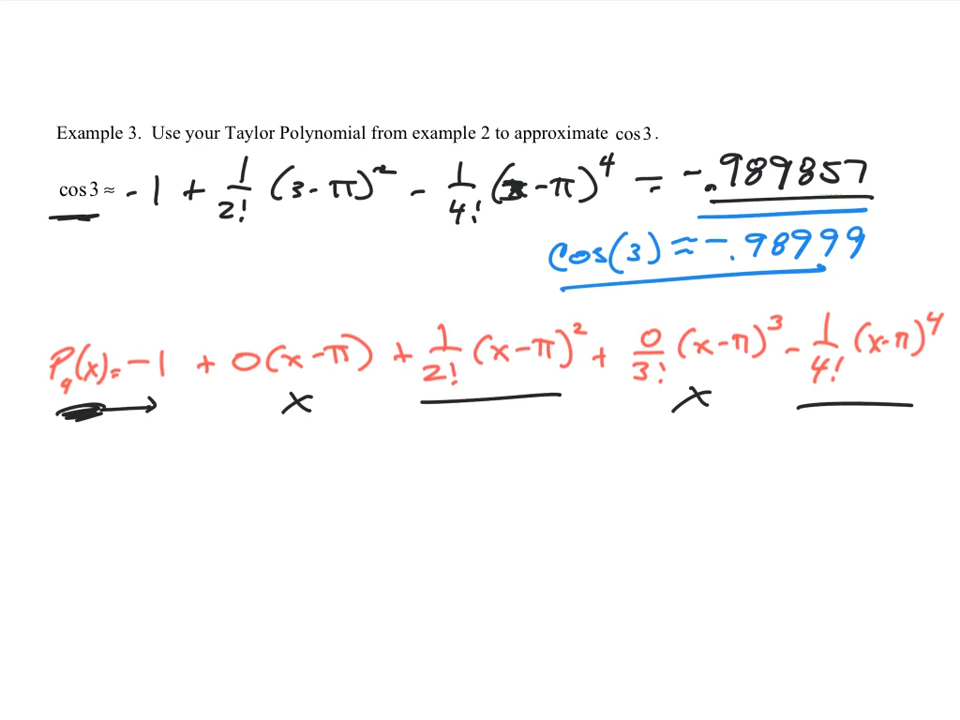 Example 3. Use your Taylor Polynomial from example 2 to approximate cos 3.
cos 3 ≈ -1 + 1/2! (3-π)^2 - 1/4! (3-π)^4 = -.989857
cos(3) ≈ -.98999
P_4(x) = -1 + 0(x-π) + 1/2! (x-π)^2 + 0/3! (x-π)^3 - 1/4! (x-π)^4